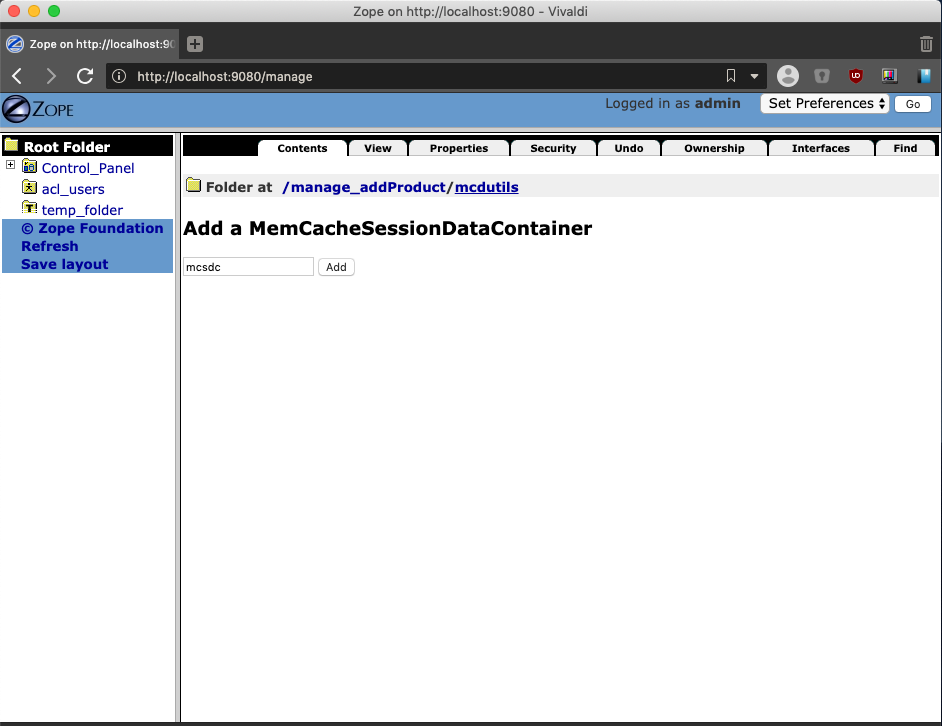 Zope on http://localhost:9080 - Vivaldi
Zope on http://localhost:90
http://localhost:9080/manage
ZOPE
Logged in as admin
Set Preferences
Go
Root Folder
Control_Panel
acl_users
temp_folder
© Zope Foundation
Refresh
Save layout
Contents View Properties Security Undo Ownership Interfaces Find
Folder at /manage_addProduct/mcdutils
Add a MemCacheSessionDataContainer
mcsdc Add